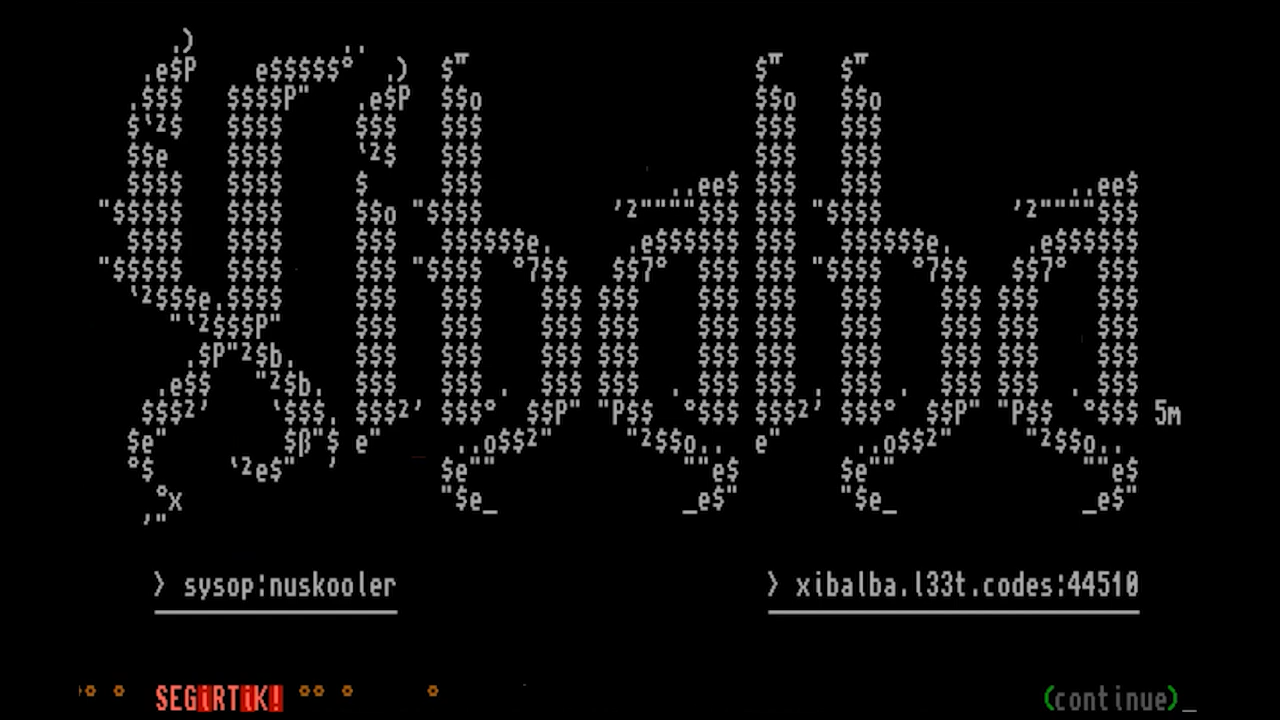 Xibalba
5m
> sysop:nuskooler
> xibalba.l33t.codes:44510
SEGiRTiK!
(continue)_